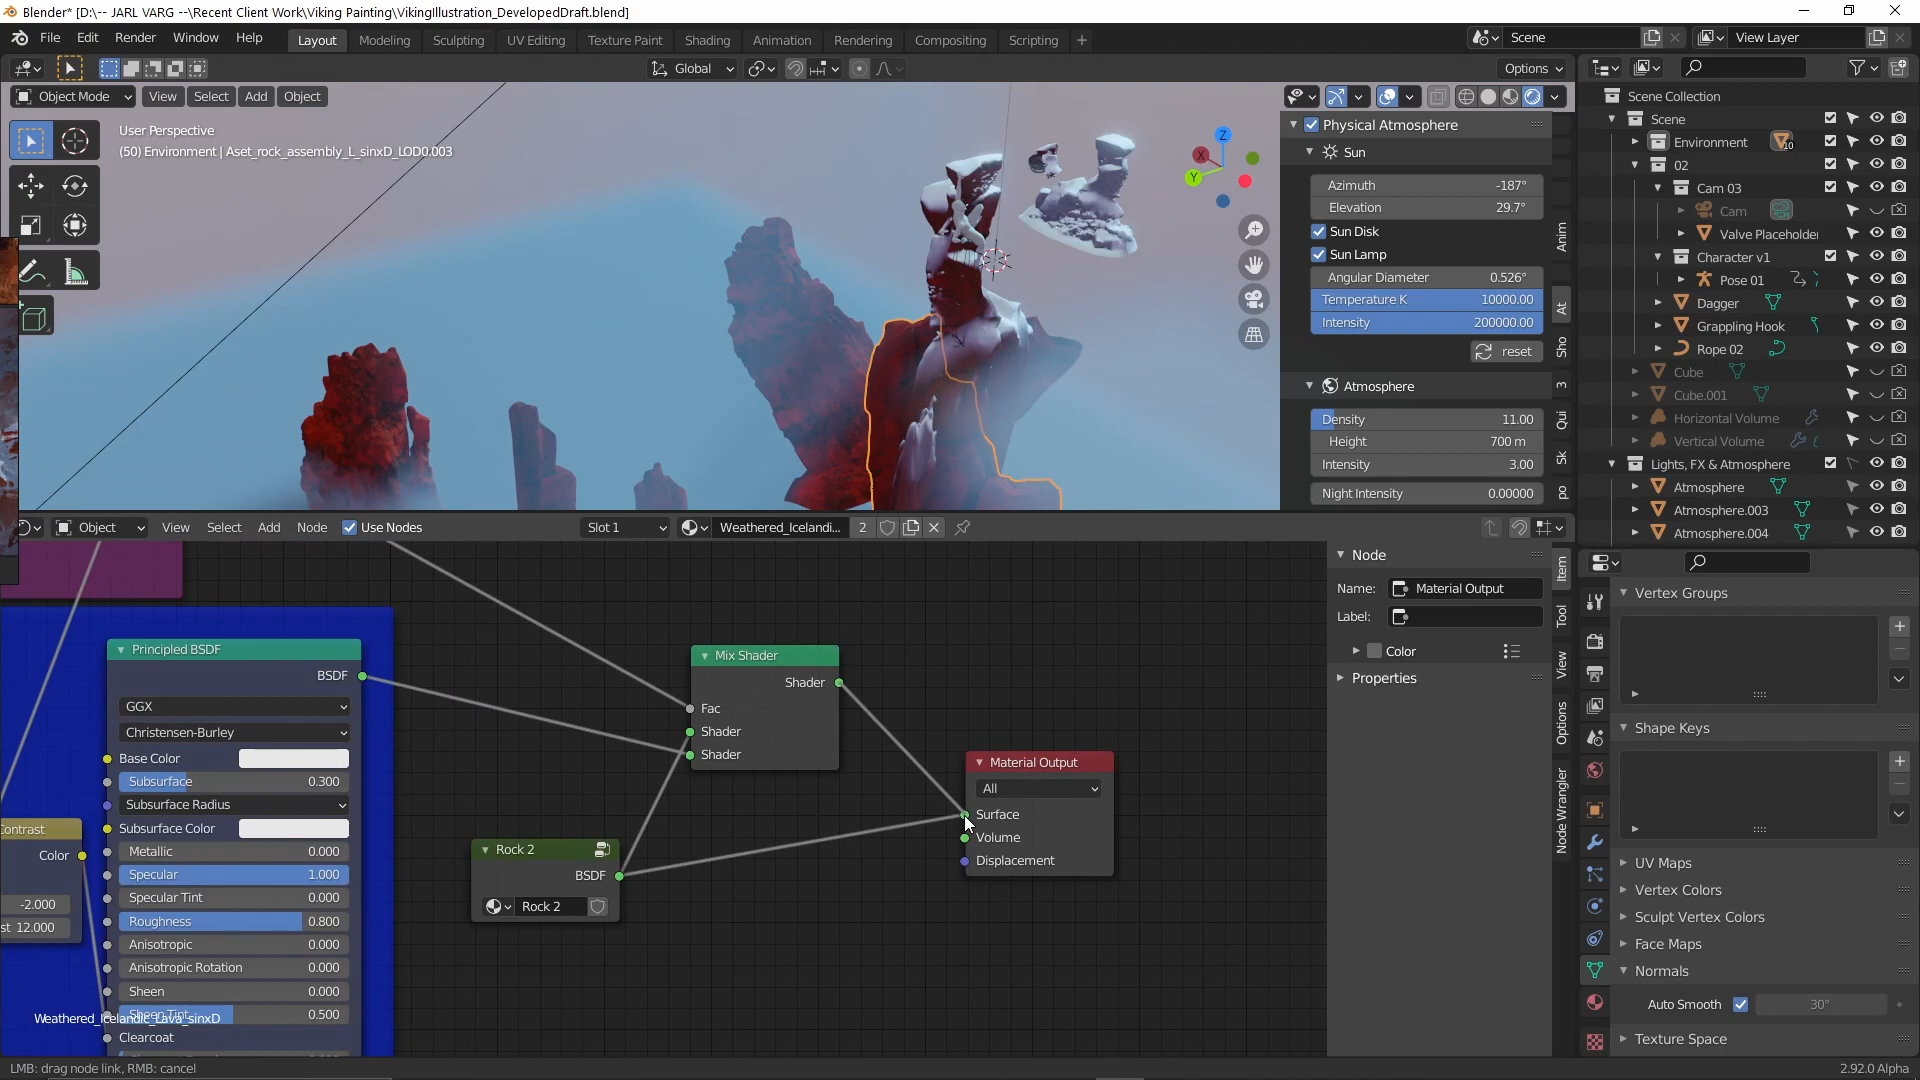 Blender* [D:\-- JARL VARG --\Recent Client Work\Viking Painting\VikingIllustration_DevelopedDraft.blend]
File Edit Render Window Help Layout Modeling Sculpting UV Editing Texture Paint Shading Animation Rendering Compositing Scripting + Scene View Layer
Global Options
Object Mode View Select Add Object
User Perspective
(50) Environment | Aset_rock_assembly_L_sinxD_LOD0.003
X
Y
Z
Physical Atmosphere
Sun
Azimuth -187°
Elevation 29.7°
Sun Disk
Sun Lamp
Angular Diameter 0.526°
Temperature K 10000.00
Intensity 200000.00
reset
Atmosphere
Density 11.00
Height 700 m
Intensity 3.00
Night Intensity 0.00000
Anim
At
Sho
3
Qui
Sk
po
Scene Collection
Scene
Environment 10
02
Cam 03
Cam
Valve Placeholder
Character v1
Pose 01
Dagger
Grappling Hook
Rope 02
Cube
Cube.001
Horizontal Volume
Vertical Volume
Lights, FX & Atmosphere
Atmosphere
Atmosphere.003
Atmosphere.004
Object View Select Add Node Use Nodes Slot 1 Weathered_Icelandi... 2
Principled BSDF
BSDF
GGX
Christensen-Burley
Base Color
Subsurface 0.300
Subsurface Radius
Subsurface Color
Metallic 0.000
Specular 1.000
Specular Tint 0.000
Roughness 0.800
Anisotropic 0.000
Anisotropic Rotation 0.000
Sheen 0.000
Sheen Tint 0.500
Clearcoat
Contrast
Color
-2.000
st 12.000
Weathered_Icelandic_Lava_sinxD
Mix Shader
Shader
Fac
Shader
Shader
Rock 2
BSDF
Rock 2
Material Output
All
Surface
Volume
Displacement
Node
Name: Material Output
Label:
Color
Properties
Item
Tool
View
Options
Node Wrangler
Vertex Groups
Shape Keys
UV Maps
Vertex Colors
Sculpt Vertex Colors
Face Maps
Normals
Auto Smooth 30°
Texture Space
LMB: drag node link, RMB: cancel 2.92.0 Alpha